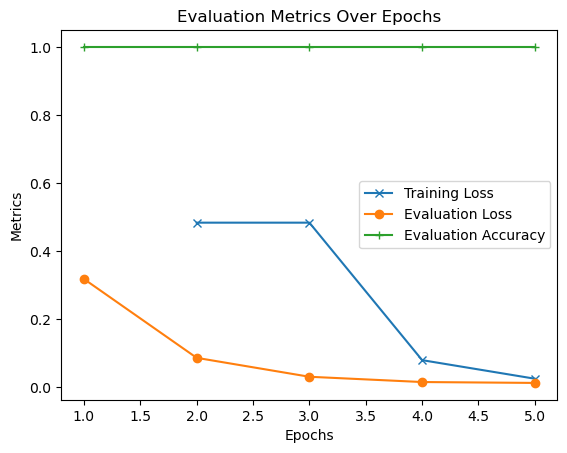 Evaluation Metrics Over Epochs
1.0
0.8
0.6
0.4
0.2
0.0
Metrics
Training Loss
Evaluation Loss
Evaluation Accuracy
1.0 1.5 2.0 2.5 3.0 3.5 4.0 4.5 5.0
Epochs